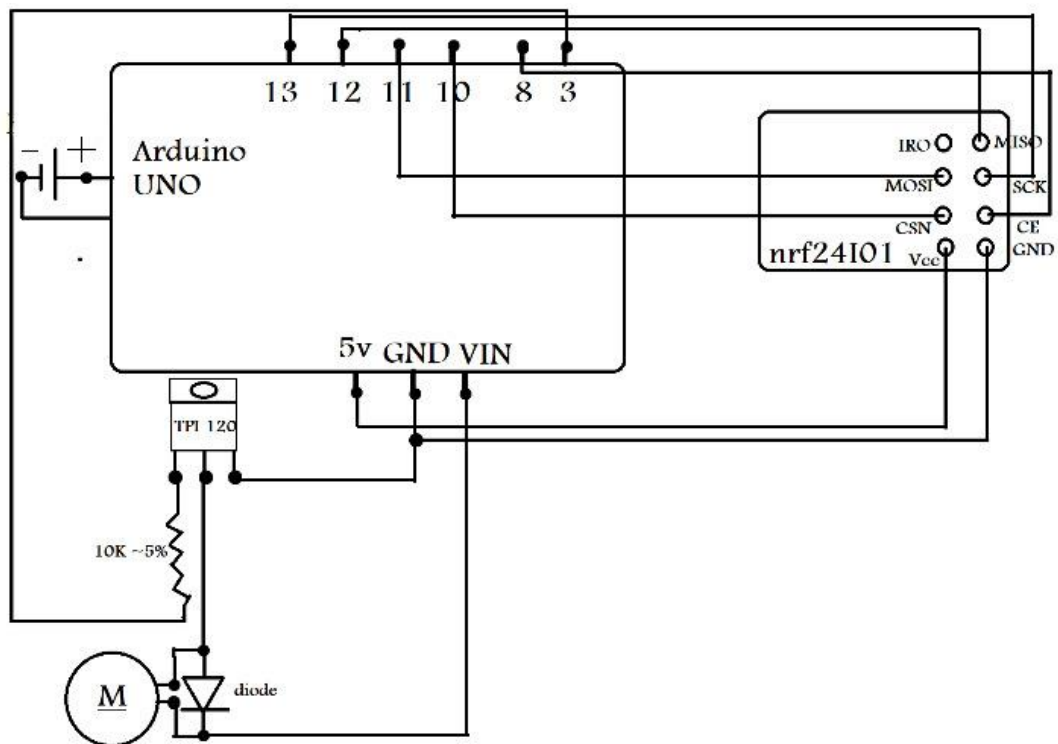 13 12 11 10 8 3
- +
Arduino
UNO
IRO MISO
MOSI SCK
CSN CE
nrf24I01 Vcc GND
5v GND VIN
TPI 120
10K ~5%
M diode